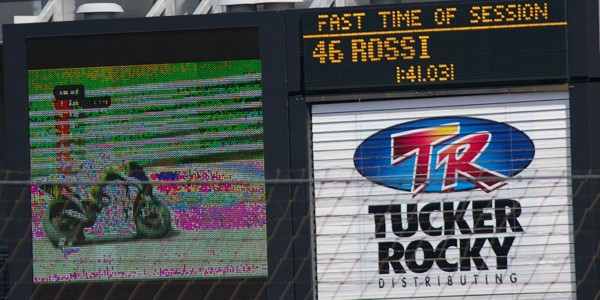 FAST TIME OF SESSION
46 ROSSI
1:41.031
TR
TUCKER
ROCKY
DISTRIBUTING